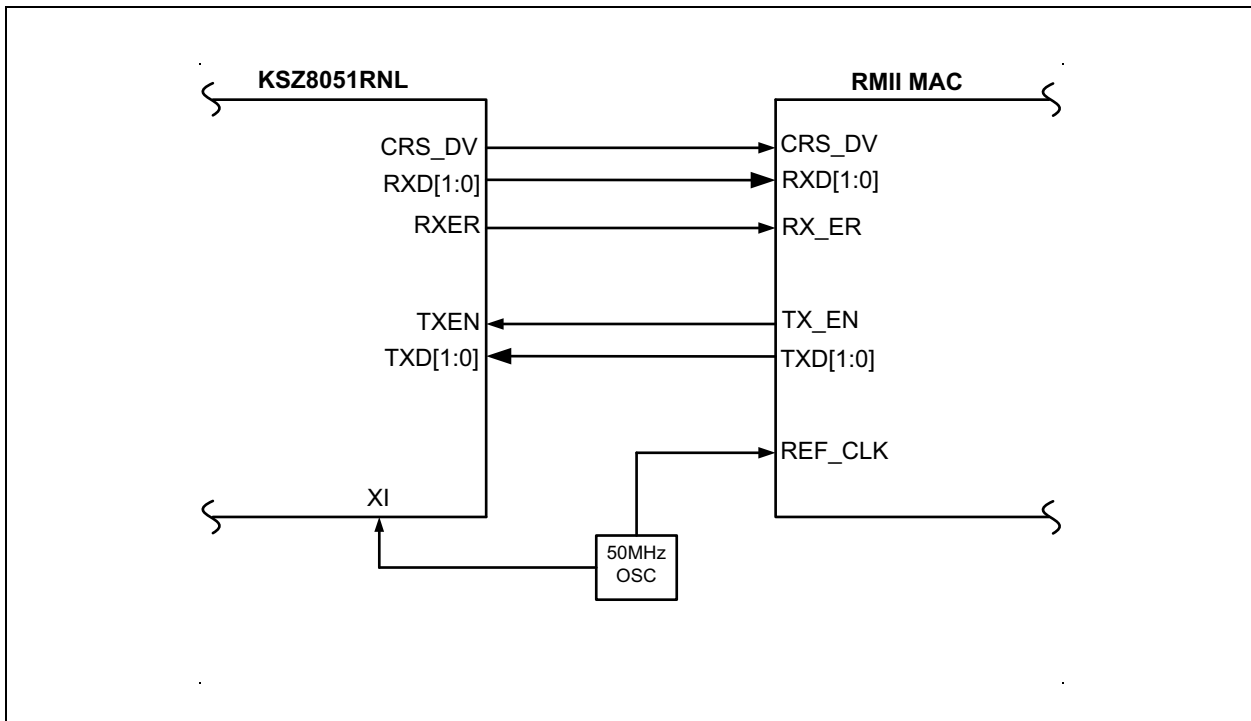 KSZ8051RNL
RMII MAC
CRS_DV
CRS_DV
RXD[1:0]
RXD[1:0]
RXER
RX_ER
TXEN
TX_EN
TXD[1:0]
TXD[1:0]
REF_CLK
XI
50MHz
OSC